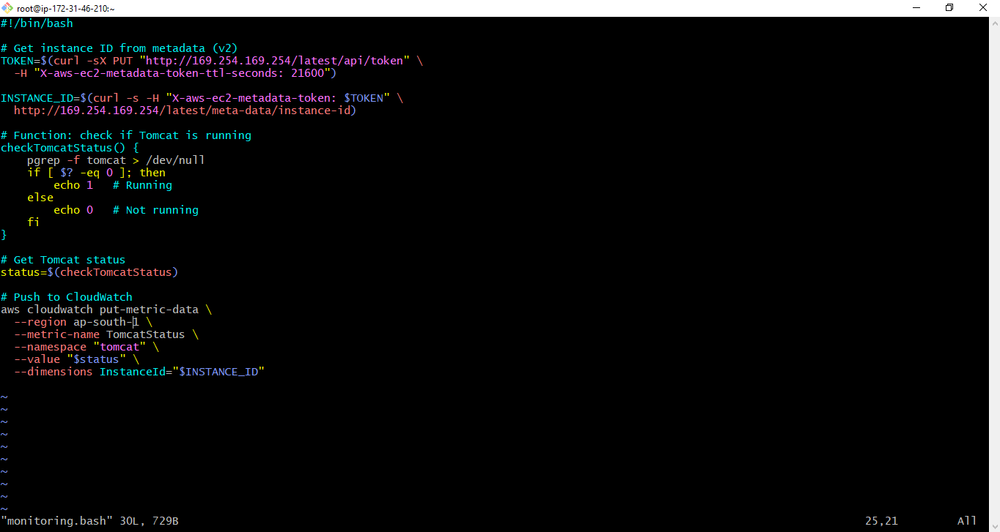 root@ip-172-31-46-210:~
#!/bin/bash
# Get instance ID from metadata (v2)
TOKEN=$(curl -sX PUT "http://169.254.169.254/latest/api/token" \
  -H "X-aws-ec2-metadata-token-ttl-seconds: 21600")
INSTANCE_ID=$(curl -s -H "X-aws-ec2-metadata-token: $TOKEN" \
  http://169.254.169.254/latest/meta-data/instance-id)
# Function: check if Tomcat is running
checkTomcatStatus() {
    pgrep -f tomcat > /dev/null
    if [ $? -eq 0 ]; then
        echo 1   # Running
    else
        echo 0   # Not running
    fi
}
# Get Tomcat status
status=$(checkTomcatStatus)
# Push to CloudWatch
aws cloudwatch put-metric-data \
  --region ap-south-1 \
  --metric-name TomcatStatus \
  --namespace "tomcat" \
  --value "$status" \
  --dimensions InstanceId="$INSTANCE_ID"
~
~
~
~
~
~
~
~
~
~
"monitoring.bash" 30L, 729B 25,21 All